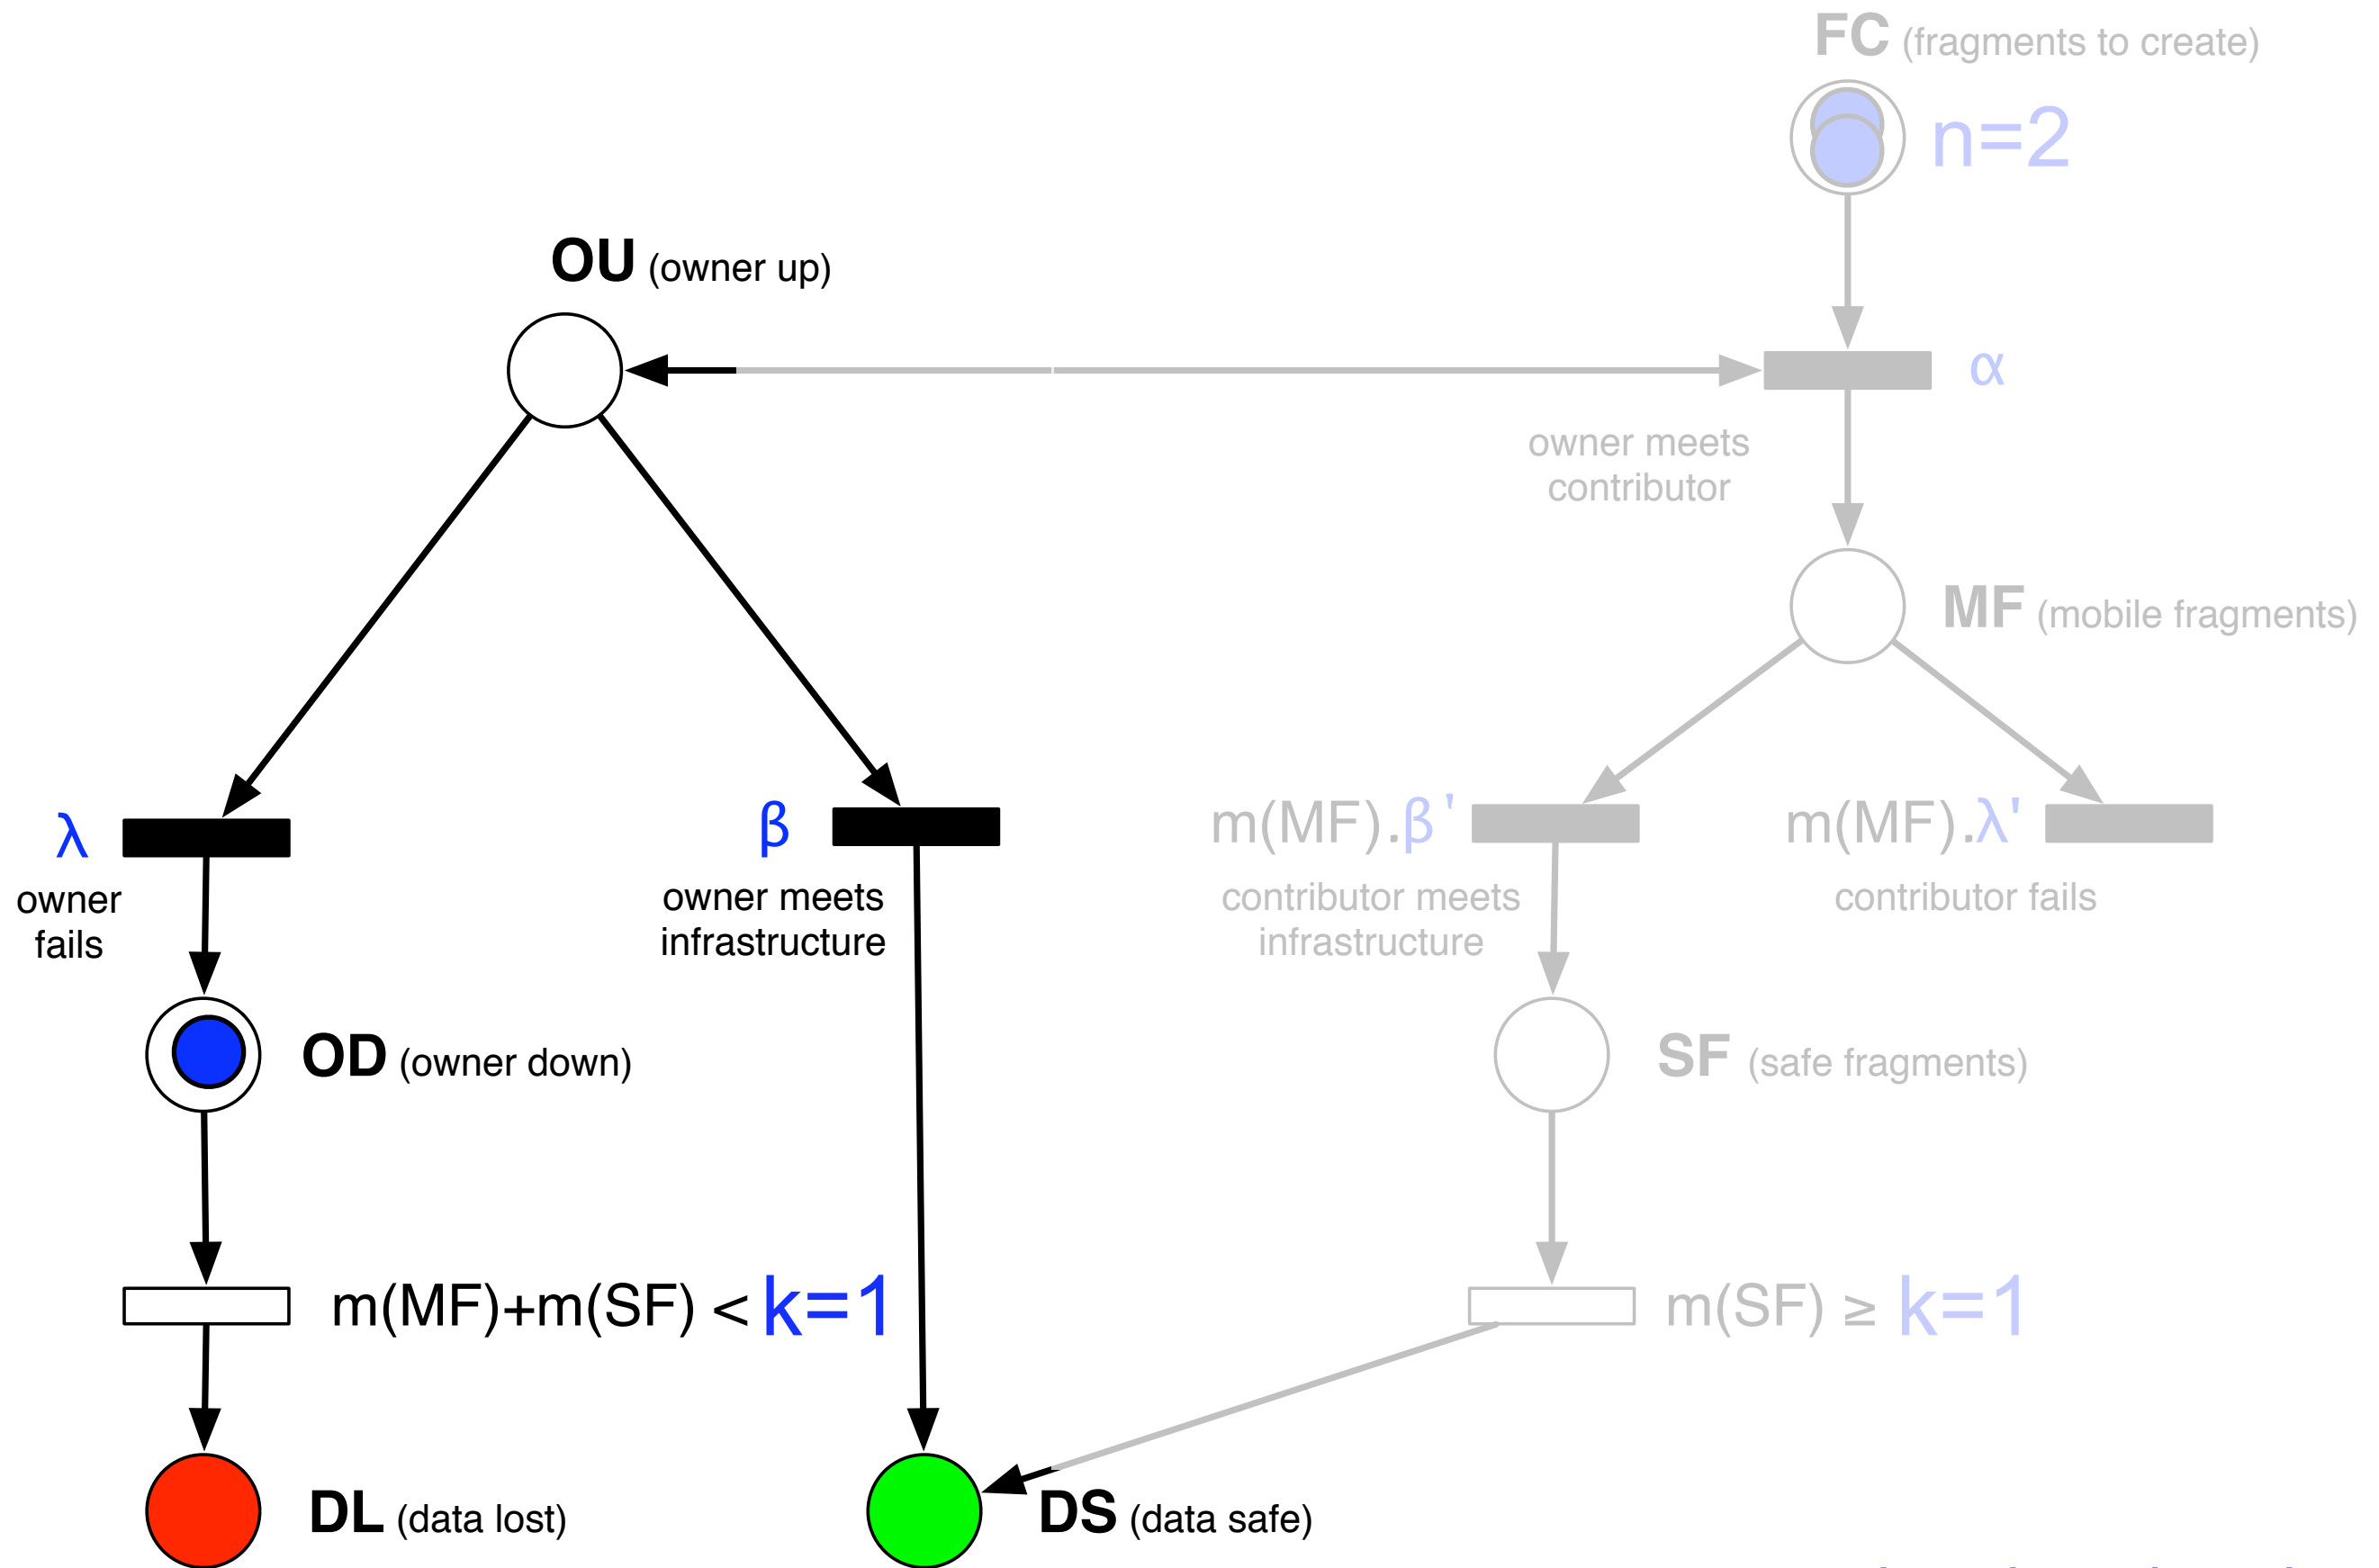 FC (fragments to create)
n=2
OU (owner up)
α
owner meets
contributor
MF (mobile fragments)
λ
owner
fails
β
owner meets
infrastructure
m(MF).β'
contributor meets
infrastructure
m(MF).λ'
contributor fails
OD (owner down)
SF (safe fragments)
m(MF)+m(SF) < k=1
m(SF) ≥ k=1
DL (data lost)
DS (data safe)